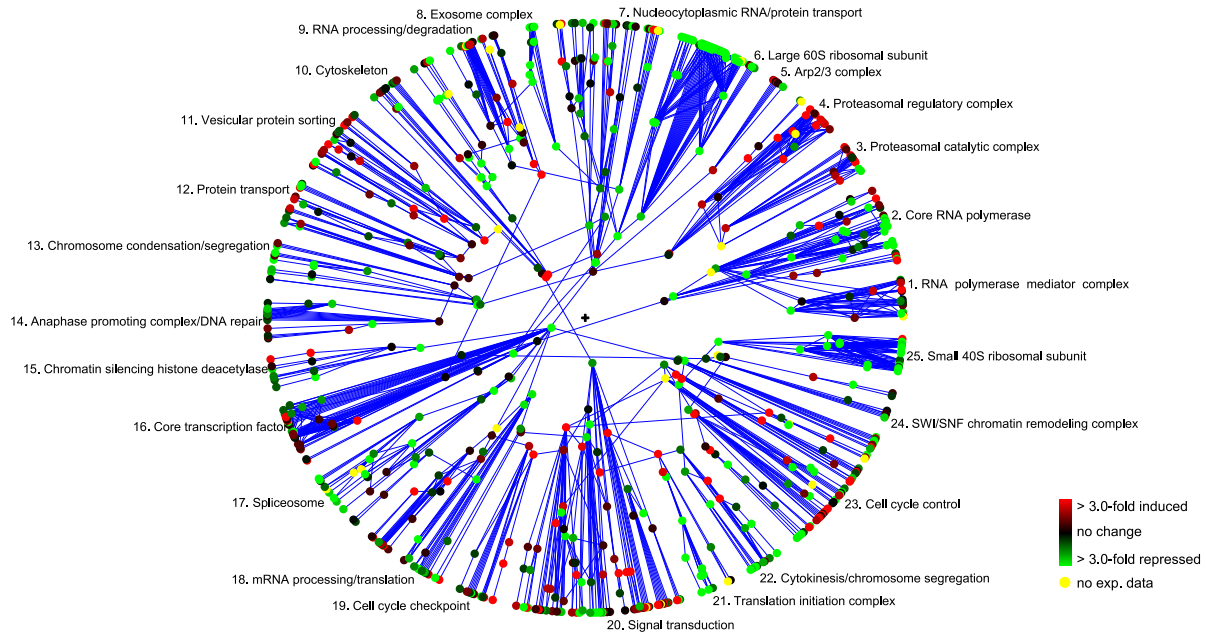 8. Exosome complex
7. Nucleocytoplasmic RNA/protein transport
9. RNA processing/degradation
6. Large 60S ribosomal subunit
10. Cytoskeleton
5. Arp2/3 complex
4. Proteasomal regulatory complex
11. Vesicular protein sorting
3. Proteasomal catalytic complex
12. Protein transport
2. Core RNA polymerase
13. Chromosome condensation/segregation
1. RNA polymerase mediator complex
14. Anaphase promoting complex/DNA repair
25. Small 40S ribosomal subunit
15. Chromatin silencing histone deacetylase
24. SWI/SNF chromatin remodeling complex
16. Core transcription factor
17. Spliceosome
23. Cell cycle control
> 3.0-fold induced
no change
> 3.0-fold repressed
no exp. data
18. mRNA processing/translation
22. Cytokinesis/chromosome segregation
19. Cell cycle checkpoint
21. Translation initiation complex
20. Signal transduction